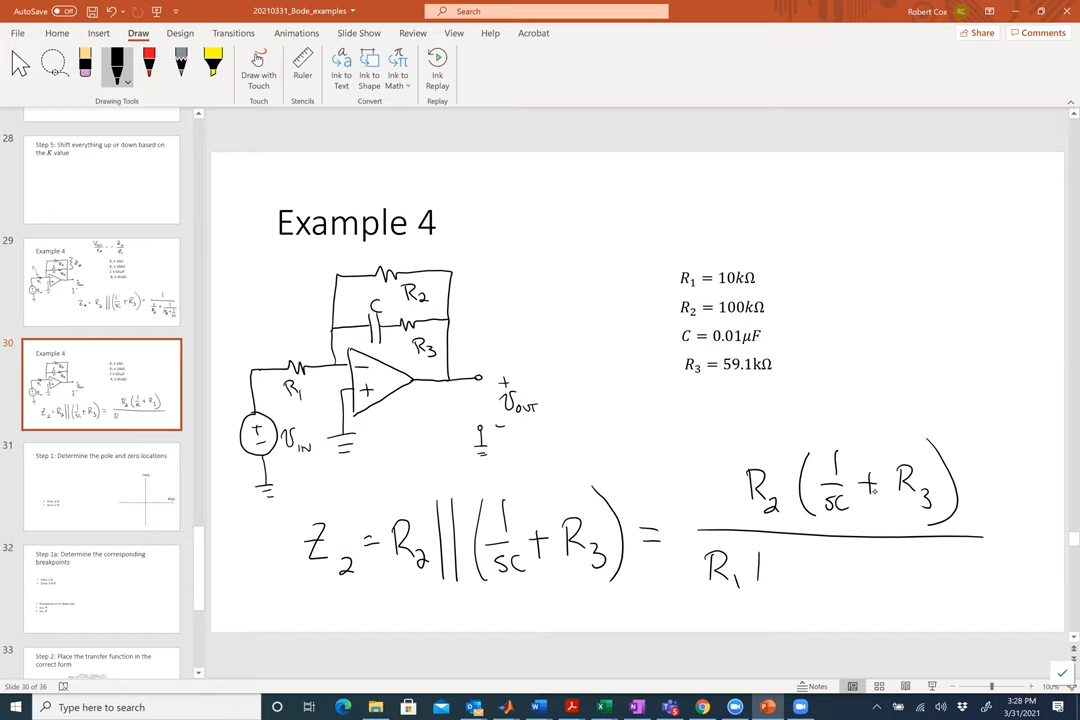 AutoSave Off
20210331_Bode_examples
Search
Robert Cox RC
File Home Insert Draw Design Transitions Animations Slide Show Review View Help Acrobat
Share Comments
Draw with Touch
Ruler
Ink to Text
Ink to Shape
Ink to Math
Ink Replay
Drawing Tools Touch Stencils Convert Replay
28
Step 5: Shift everything up or down based on
the K value
29
Example 4
30
Example 4
31
Step 1: Determine the pole and zero locations
32
Step 1a: Determine the corresponding
breakpoints
33
Step 2: Place the transfer function in the
correct form
Example 4
R2
C
R3
R1
− +
+ − VIN
+ VOUT −
R₁ = 10kΩ
R₂ = 100kΩ
C = 0.01μF
R₃ = 59.1kΩ
Z2 = R2 || (1/sC + R3) = R2 (1/sC + R3)
R1
Slide 30 of 36
Notes
100%
Type here to search
3:28 PM
3/31/2021